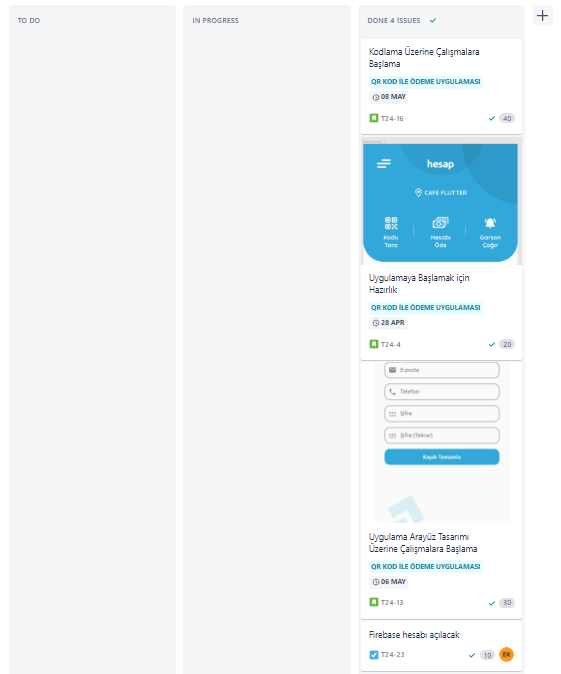 TO DO
IN PROGRESS
DONE 4 ISSUES
Kodlama Üzerine Çalışmalara
Başlama
QR KOD İLE ÖDEME UYGULAMASI
08 MAY
T24-16
40
hesap
CAFE FLUTTER
Kodu
Tara
Hesabı
Öde
Garson
Çağır
Uygulamaya Başlamak için
Hazırlık
QR KOD İLE ÖDEME UYGULAMASI
28 APR
T24-4
20
E-posta
Telefon
Şifre
Şifre (Tekrar)
Kaydı Tamamla
Uygulama Arayüz Tasarımı
Üzerine Çalışmalara Başlama
QR KOD İLE ÖDEME UYGULAMASI
06 MAY
T24-13
30
Firebase hesabı açılacak
T24-23
10
EK